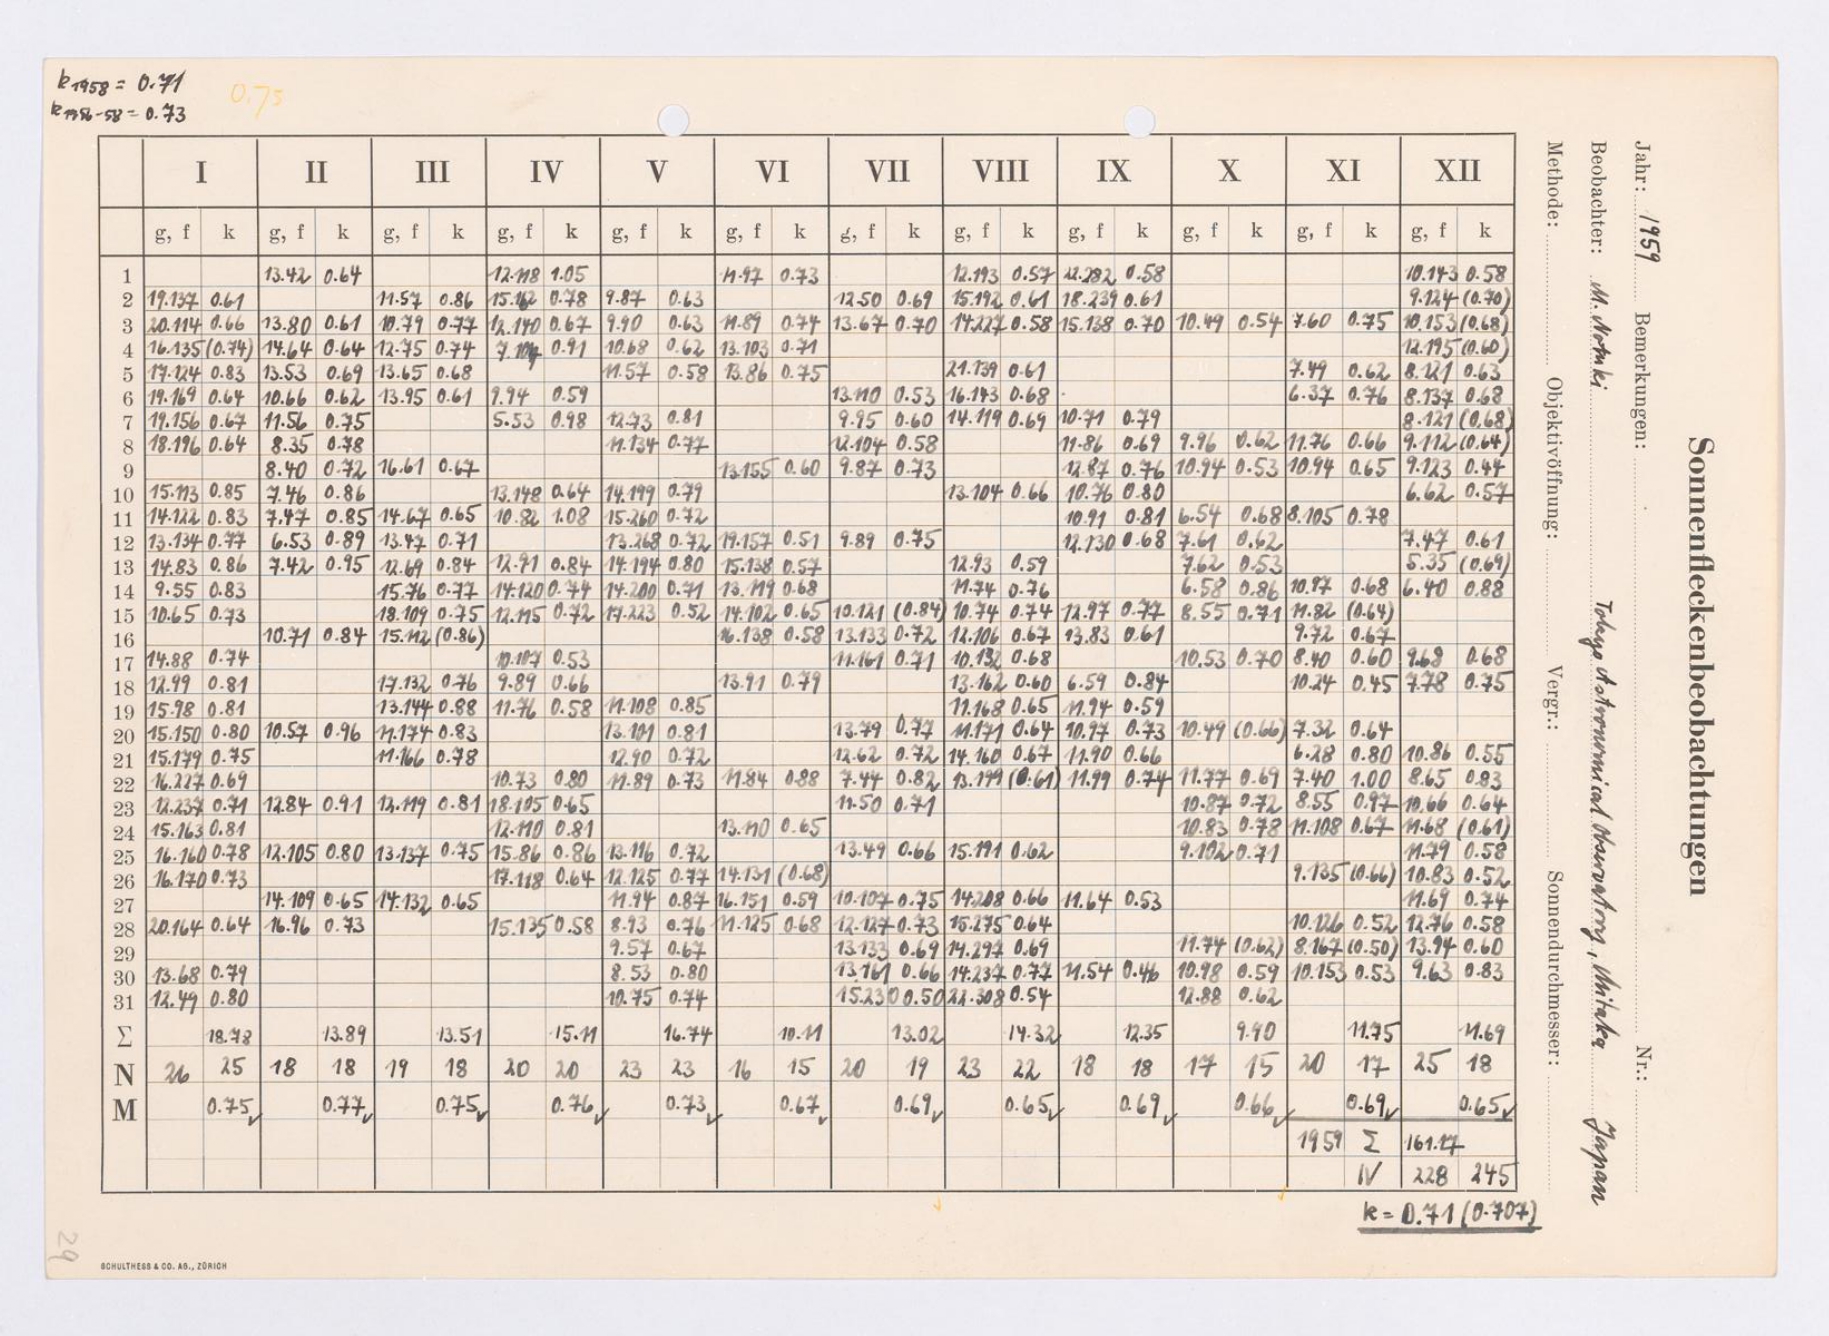 k1958 = 0.71
0.75
k1956-58 = 0.73
I II III IV V VI VII VIII IX X XI XII
g, f k g, f k g, f k g, f k g, f k g, f k g, f k g, f k g, f k g, f k g, f k g, f k
1 13.42 0.64 12.118 1.05 11.97 0.73 12.193 0.57 22.282 0.58 10.143 0.58
2 19.137 0.61 11.57 0.86 15.162 0.78 9.87 0.63 12.50 0.69 15.192 0.61 18.239 0.61 9.124 (0.70)
3 20.114 0.66 13.80 0.61 10.79 0.77 12.140 0.67 9.90 0.63 11.89 0.74 13.67 0.70 14.227 0.58 15.138 0.70 10.49 0.54 7.60 0.75 10.153 (0.68)
4 16.135 (0.74) 14.64 0.64 12.75 0.74 0.91 10.68 0.62 13.103 0.71 12.195 (0.60)
5 17.124 0.83 13.53 0.69 13.65 0.68 11.57 0.58 13.86 0.75 21.139 0.61 7.49 0.62 8.121 0.63
6 19.169 0.64 10.66 0.62 13.95 0.61 9.94 0.59 13.110 0.53 16.143 0.68 6.37 0.76 8.137 0.68
7 19.156 0.67 11.56 0.75 5.53 0.98 12.73 0.81 9.95 0.60 14.119 0.69 10.71 0.79 8.121 (0.68)
8 18.196 0.64 8.35 0.78 11.134 0.77 12.104 0.58 11.86 0.69 9.96 0.62 11.76 0.66 9.112 (0.64)
9 8.40 0.72 16.61 0.67 13.155 0.60 9.87 0.73 12.87 0.76 10.94 0.53 10.94 0.65 9.123 0.44
10 15.113 0.85 7.46 0.86 13.148 0.64 14.199 0.79 13.104 0.66 10.76 0.80 6.62 0.57
11 14.122 0.83 7.47 0.85 14.67 0.65 10.82 1.08 15.260 0.72 10.91 0.81 6.54 0.68 8.105 0.78
12 13.134 0.77 6.53 0.89 13.47 0.71 13.268 0.72 19.157 0.51 9.89 0.75 12.130 0.68 7.61 0.62 7.47 0.61
13 14.83 0.86 7.42 0.95 12.69 0.84 12.91 0.84 14.194 0.80 15.138 0.57 12.93 0.59 7.62 0.53 5.35 (0.69)
14 9.55 0.83 15.76 0.77 14.120 0.74 14.200 0.71 13.119 0.68 11.74 0.76 6.58 0.86 10.97 0.68 6.40 0.88
15 10.65 0.73 18.109 0.75 12.115 0.72 17.223 0.52 14.102 0.65 10.121 (0.84) 10.74 0.74 12.97 0.77 8.55 0.71 11.82 (0.64)
16 10.71 0.84 15.112 (0.86) 16.138 0.58 13.133 0.72 12.106 0.67 13.83 0.61 9.72 0.67
17 14.88 0.74 10.107 0.53 11.161 0.71 10.132 0.68 10.53 0.70 8.40 0.60 9.68 0.68
18 12.99 0.81 17.132 0.76 9.89 0.66 13.91 0.79 13.162 0.60 6.59 0.84 10.24 0.45 7.78 0.75
19 15.98 0.81 13.144 0.88 11.76 0.58 11.108 0.85 11.168 0.65 11.94 0.59
20 15.150 0.80 10.57 0.96 11.174 0.83 13.101 0.81 13.79 0.77 11.171 0.64 10.97 0.73 10.49 (0.66) 7.32 0.64
21 15.179 0.75 11.166 0.78 12.90 0.72 12.62 0.72 14.160 0.67 11.90 0.66 6.28 0.80 10.86 0.55
22 16.227 0.69 10.73 0.80 11.89 0.73 11.84 0.88 7.44 0.82 13.199 (0.61) 11.99 0.74 11.77 0.69 7.40 1.00 8.65 0.83
23 12.237 0.71 12.84 0.91 12.119 0.81 18.105 0.65 11.50 0.71 10.87 0.72 8.55 0.97 10.66 0.64
24 15.163 0.81 12.110 0.81 13.110 0.65 10.83 0.78 11.108 0.67 11.68 (0.61)
25 16.160 0.78 12.105 0.80 13.137 0.75 15.86 0.86 13.116 0.72 13.49 0.66 15.191 0.62 9.102 0.71 11.79 0.58
26 16.170 0.73 17.118 0.64 12.125 0.77 14.131 (0.68) 9.135 (0.66) 10.83 0.52
27 14.109 0.65 14.132 0.65 11.94 0.87 16.151 0.59 10.107 0.75 14.208 0.66 11.64 0.53 11.69 0.74
28 20.164 0.64 16.96 0.73 15.135 0.58 8.93 0.76 11.125 0.68 12.127 0.73 15.275 0.64 10.126 0.52 12.76 0.58
29 9.57 0.67 13.133 0.69 14.297 0.69 11.74 (0.62) 8.167 (0.50) 13.94 0.60
30 13.68 0.79 8.53 0.80 13.161 0.66 14.237 0.77 11.54 0.46 10.98 0.59 10.153 0.53 9.63 0.83
31 12.49 0.80 10.75 0.74 15.230 0.50 22.308 0.54 12.88 0.62
Σ 18.78 13.89 13.51 15.11 16.74 10.11 13.02 14.32 12.35 9.90 11.75 11.69
N 26 25 18 18 19 18 20 20 23 23 16 15 20 19 23 22 18 18 17 15 20 17 25 18
M 0.75✓ 0.77✓ 0.75✓ 0.76✓ 0.73✓ 0.67✓ 0.69✓ 0.65✓ 0.69✓ 0.66✓ 0.69✓ 0.65✓
1959 Σ 161.17
N 228 245
k = 0.71 (0.707)
Sonnenfleckenbeobachtungen
Jahr: 1959 Bemerkungen: Nr.:
Beobachter: M. Notuki Tokyo Astronomical Observatory, Mitaka Japan
Methode: Objektivöffnung: Vergr.: Sonnendurchmesser:
29
SCHULTHESS & CO. AG., ZÜRICH